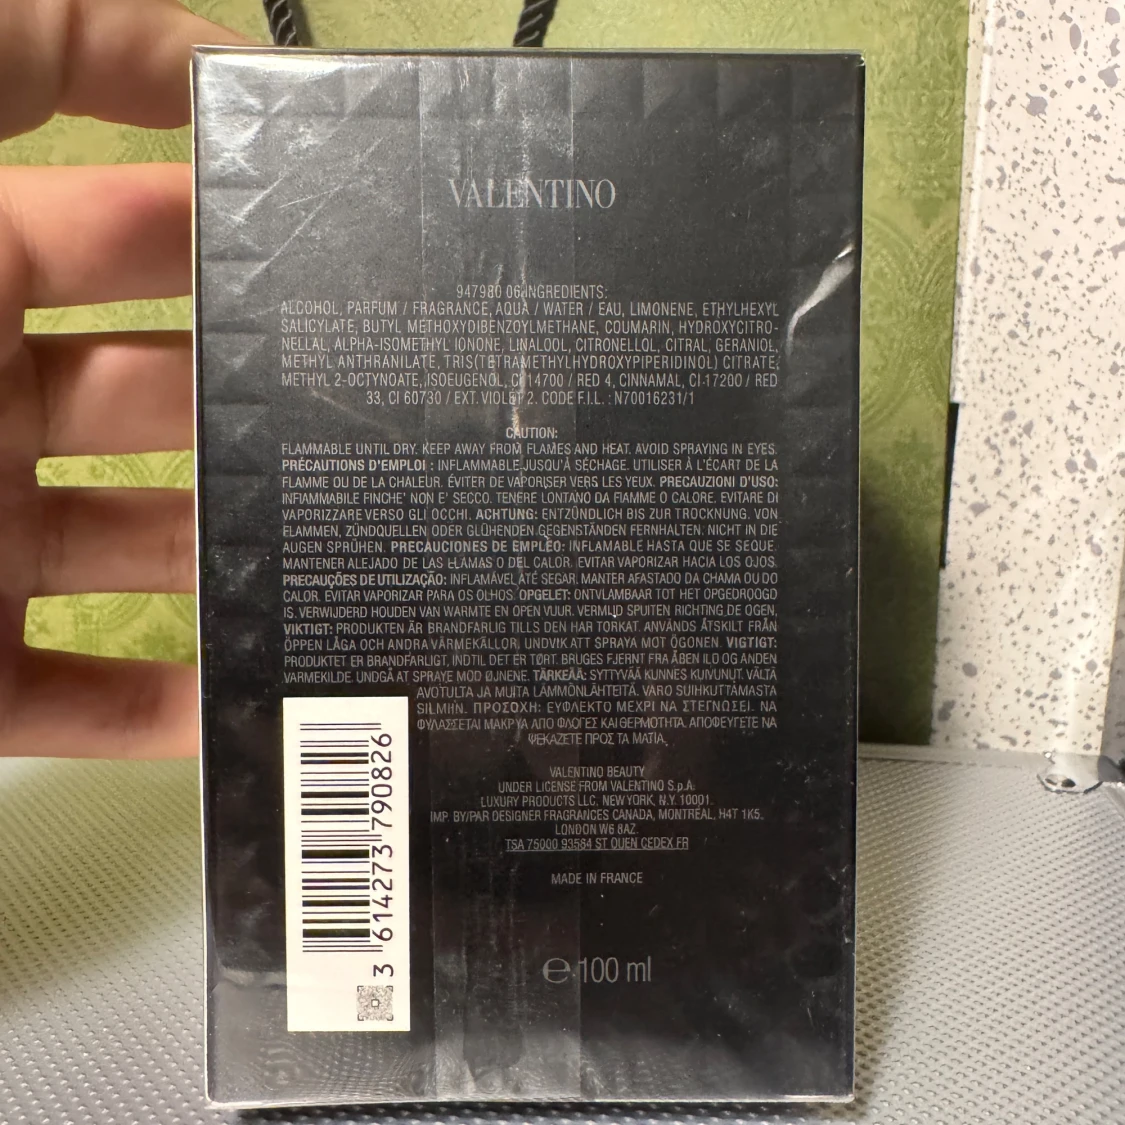 VALENTINO
947980 06 INGREDIENTS:
ALCOHOL, PARFUM / FRAGRANCE, AQUA / WATER / EAU, LIMONENE, ETHYLHEXYL
SALICYLATE, BUTYL METHOXYDIBENZOYLMETHANE, COUMARIN, HYDROXYCITRO-
NELLAL, ALPHA-ISOMETHYL IONONE, LINALOOL, CITRONELLOL, CITRAL, GERANIOL,
METHYL ANTHRANILATE, TRIS(TETRAMETHYLHYDROXYPIPERIDINOL) CITRATE,
METHYL 2-OCTYNOATE, ISOEUGENOL, CI 14700 / RED 4, CINNAMAL, CI 17200 / RED
33, CI 60730 / EXT. VIOLET 2. CODE F.I.L. : N70016231/1
CAUTION:
FLAMMABLE UNTIL DRY. KEEP AWAY FROM FLAMES AND HEAT. AVOID SPRAYING IN EYES.
PRÉCAUTIONS D'EMPLOI : INFLAMMABLE JUSQU'À SÉCHAGE. UTILISER À L'ÉCART DE LA
FLAMME OU DE LA CHALEUR. ÉVITER DE VAPORISER VERS LES YEUX. PRECAUZIONI D'USO:
INFIAMMABILE FINCHE' NON E' SECCO. TENERE LONTANO DA FIAMME O CALORE. EVITARE DI
VAPORIZZARE VERSO GLI OCCHI. ACHTUNG: ENTZÜNDLICH BIS ZUR TROCKNUNG. VON
FLAMMEN, ZÜNDQUELLEN ODER GLÜHENDEN GEGENSTÄNDEN FERNHALTEN. NICHT IN DIE
AUGEN SPRÜHEN. PRECAUCIONES DE EMPLEO: INFLAMABLE HASTA QUE SE SEQUE.
MANTENER ALEJADO DE LAS LLAMAS O DEL CALOR. EVITAR VAPORIZAR HACIA LOS OJOS.
PRECAUÇÕES DE UTILIZAÇÃO: INFLAMÁVEL ATÉ SEGAR. MANTER AFASTADO DA CHAMA OU DO
CALOR. EVITAR VAPORIZAR PARA OS OLHOS. OPGELET: ONTVLAMBAAR TOT HET OPGEDROOGD
IS. VERWIJDERD HOUDEN VAN WARMTE EN OPEN VUUR. VERMIJD SPUITEN RICHTING DE OGEN.
VIKTIGT: PRODUKTEN ÄR BRANDFARLIG TILLS DEN HAR TORKAT. ANVÄNDS ÅTSKILT FRÅN
ÖPPEN LÅGA OCH ANDRA VÄRMEKÄLLOR. UNDVIK ATT SPRAYA MOT ÖGONEN. VIGTIGT:
PRODUKTET ER BRANDFARLIGT, INDTIL DET ER TØRT. BRUGES FJERNT FRA ÅBEN ILD OG ANDEN
VARMEKILDE. UNDGÅ AT SPRAYE MOD ØJNENE. TÄRKEÄÄ: SYTTYVÄÄ KUNNES KUIVUNUT. VÄLTÄ
AVOTULTA JA MUITA LÄMMÖNLÄHTEITÄ. VARO SUIHKUTTAMASTA
SILMIIN. ΠΡΟΣΟΧΗ: ΕΥΦΛΕΚΤΟ ΜΕΧΡΙ ΝΑ ΣΤΕΓΝΩΣΕΙ. ΝΑ
ΦΥΛΑΣΣΕΤΑΙ ΜΑΚΡΥΑ ΑΠΟ ΦΛΟΓΕΣ ΚΑΙ ΘΕΡΜΟΤΗΤΑ. ΑΠΟΦΕΥΓΕΤΕ ΝΑ
ΨΕΚΑΖΕΤΕ ΠΡΟΣ ΤΑ ΜΑΤΙΑ.
VALENTINO BEAUTY
UNDER LICENSE FROM VALENTINO S.p.A.
LUXURY PRODUCTS LLC. NEW YORK, N.Y. 10001.
IMP. BY/PAR DESIGNER FRAGRANCES CANADA, MONTRÉAL, H4T 1K5.
LONDON W6 8AZ.
TSA 75000 93584 ST OUEN CEDEX FR
MADE IN FRANCE
℮ 100 ml
3 614273 790826